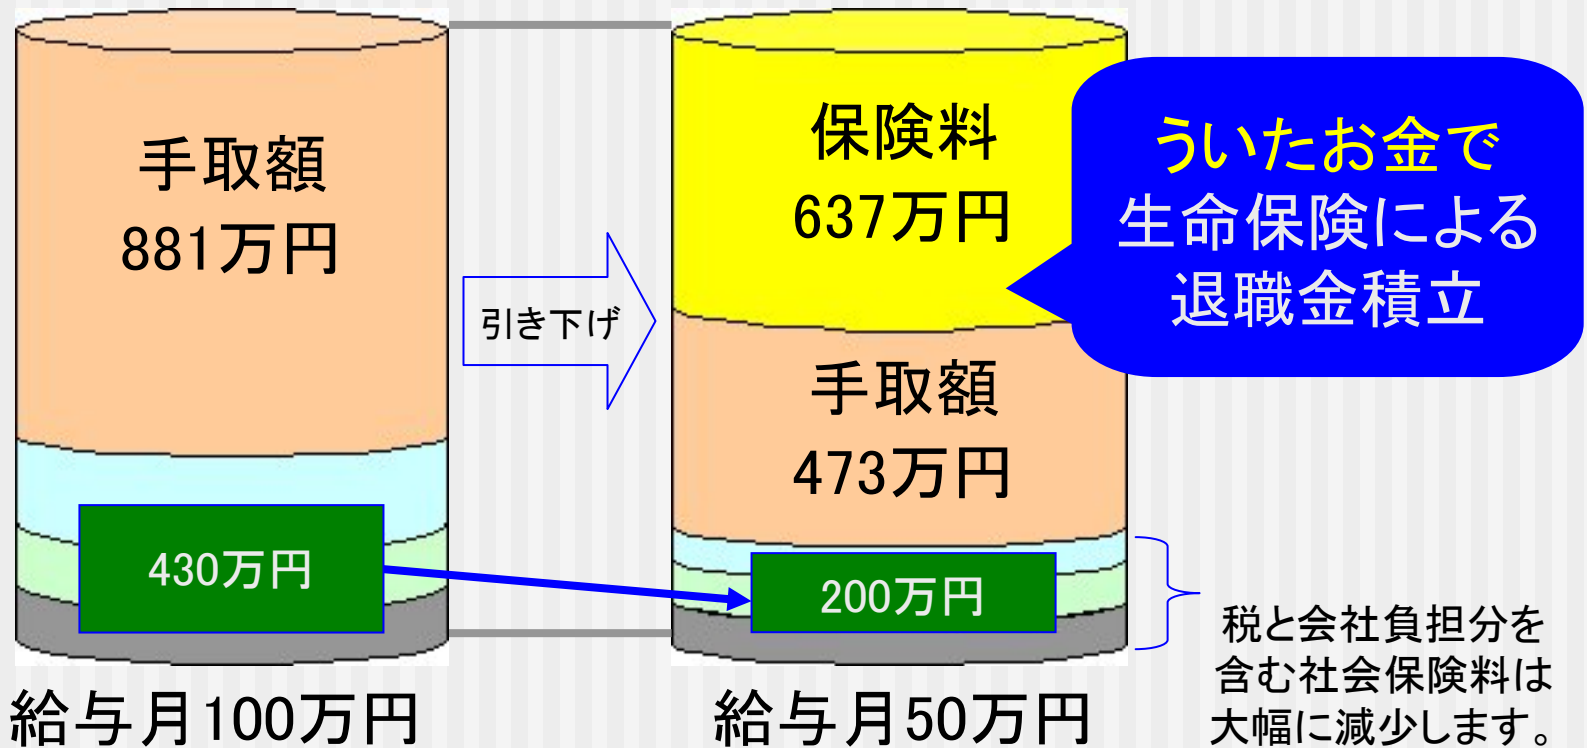 手取額
881万円
430万円
給与月100万円
引き下げ
保険料
637万円
手取額
473万円
200万円
給与月50万円
ういたお金で
生命保険による
退職金積立
税と会社負担分を
含む社会保険料は
大幅に減少します。